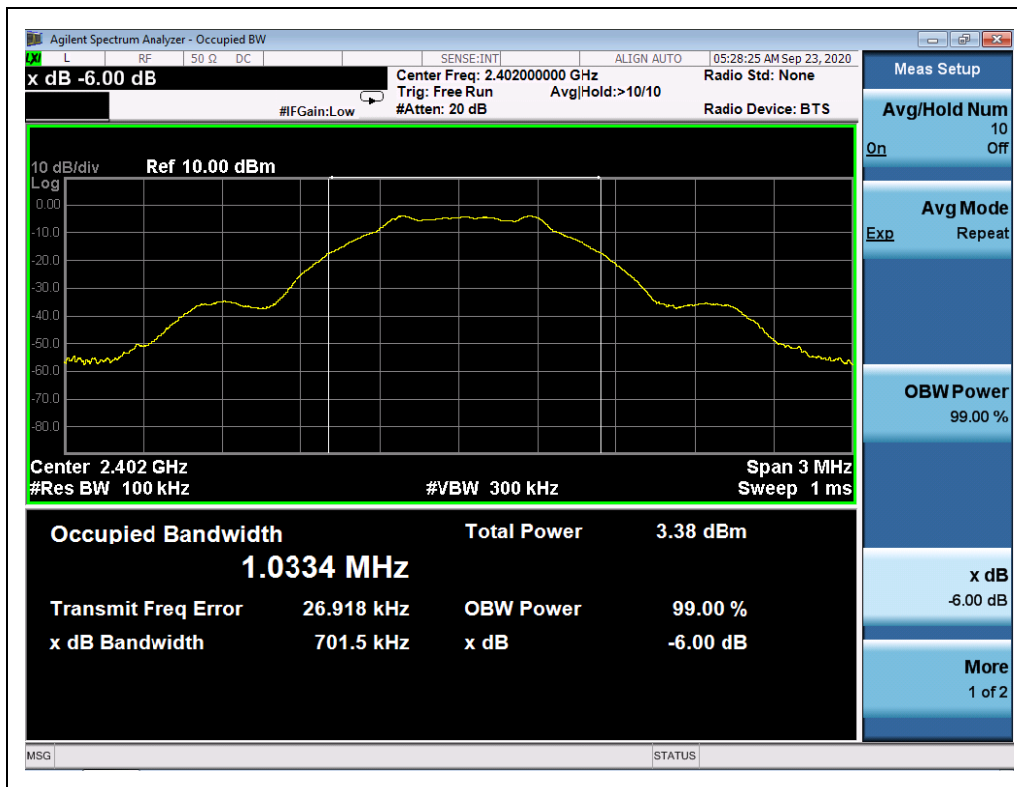 Agilent Spectrum Analyzer - Occupied BW
LXI L RF 50 Ω DC SENSE:INT ALIGN AUTO 05:28:25 AM Sep 23, 2020
x dB -6.00 dB
Center Freq: 2.402000000 GHz Radio Std: None
Trig: Free Run Avg|Hold:>10/10
#IFGain:Low #Atten: 20 dB Radio Device: BTS
10 dB/div Ref 10.00 dBm
Log
0.00
-10.0
-20.0
-30.0
-40.0
-50.0
-60.0
-70.0
-80.0
Center 2.402 GHz Span 3 MHz
#Res BW 100 kHz #VBW 300 kHz Sweep 1 ms
Occupied Bandwidth Total Power 3.38 dBm
1.0334 MHz
Transmit Freq Error 26.918 kHz OBW Power 99.00 %
x dB Bandwidth 701.5 kHz x dB -6.00 dB
MSG STATUS
Meas Setup
Avg/Hold Num
10
On Off
Avg Mode
Exp Repeat
OBW Power
99.00 %
x dB
-6.00 dB
More
1 of 2